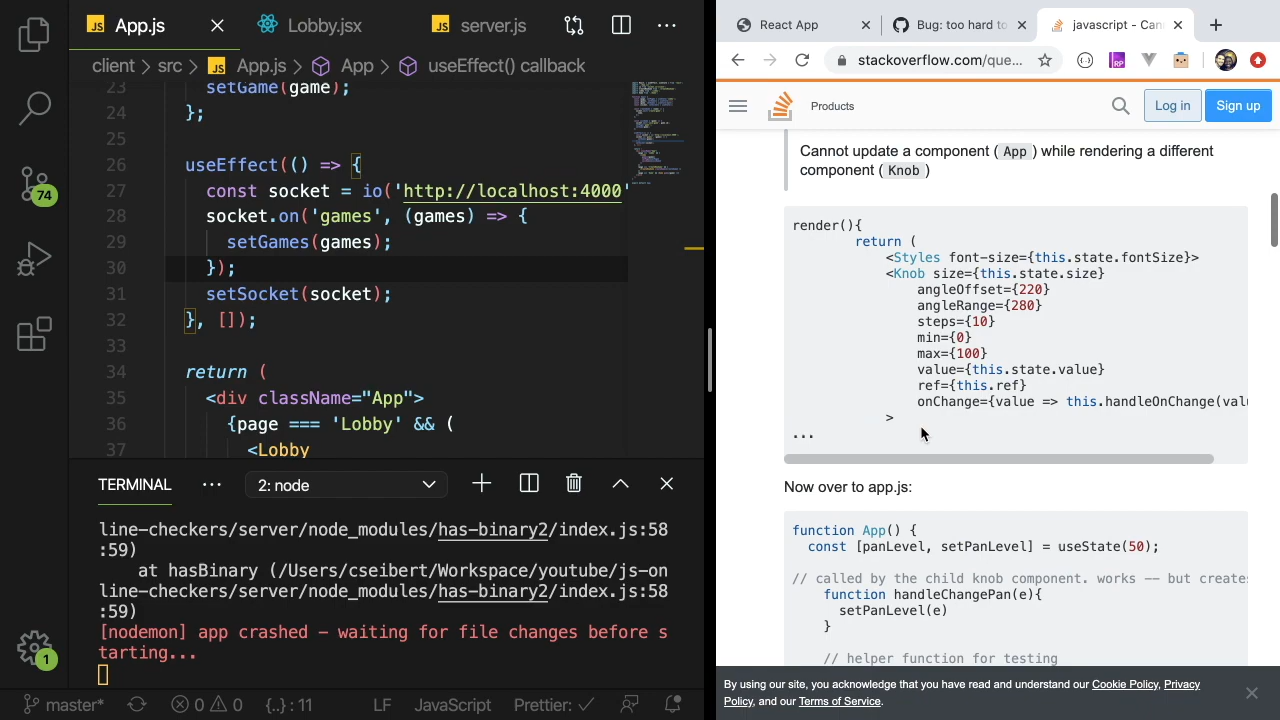 App.js
Lobby.jsx
server.js
client > src > App.js > App > useEffect() callback
23 setGame(game);
24 };
25
26 useEffect(() => {
27 const socket = io('http://localhost:4000'
28 socket.on('games', (games) => {
29 setGames(games);
30 });
31 setSocket(socket);
32 }, []);
33
34 return (
35 <div className="App">
36 {page === 'Lobby' && (
37 <Lobby
TERMINAL
2: node
line-checkers/server/node_modules/has-binary2/index.js:58
:59)
at hasBinary (/Users/cseibert/Workspace/youtube/js-on
line-checkers/server/node_modules/has-binary2/index.js:58
:59)
[nodemon] app crashed - waiting for file changes before s
tarting...
74
1
master* 0 0 {..} : 11 LF JavaScript Prettier: ✓
React App
Bug: too hard to
javascript - Can
stackoverflow.com/que...
RP
Products
Log in
Sign up
Cannot update a component ( App ) while rendering a different
component ( Knob )
render(){
return (
<Styles font-size={this.state.fontSize}>
<Knob size={this.state.size}
angleOffset={220}
angleRange={280}
steps={10}
min={0}
max={100}
value={this.state.value}
ref={this.ref}
onChange={value => this.handleOnChange(valu
>
...
Now over to app.js:
function App() {
const [panLevel, setPanLevel] = useState(50);
// called by the child knob component. works -- but creates
function handleChangePan(e){
setPanLevel(e)
}
// helper function for testing
By using our site, you acknowledge that you have read and understand our Cookie Policy, Privacy
Policy, and our Terms of Service.